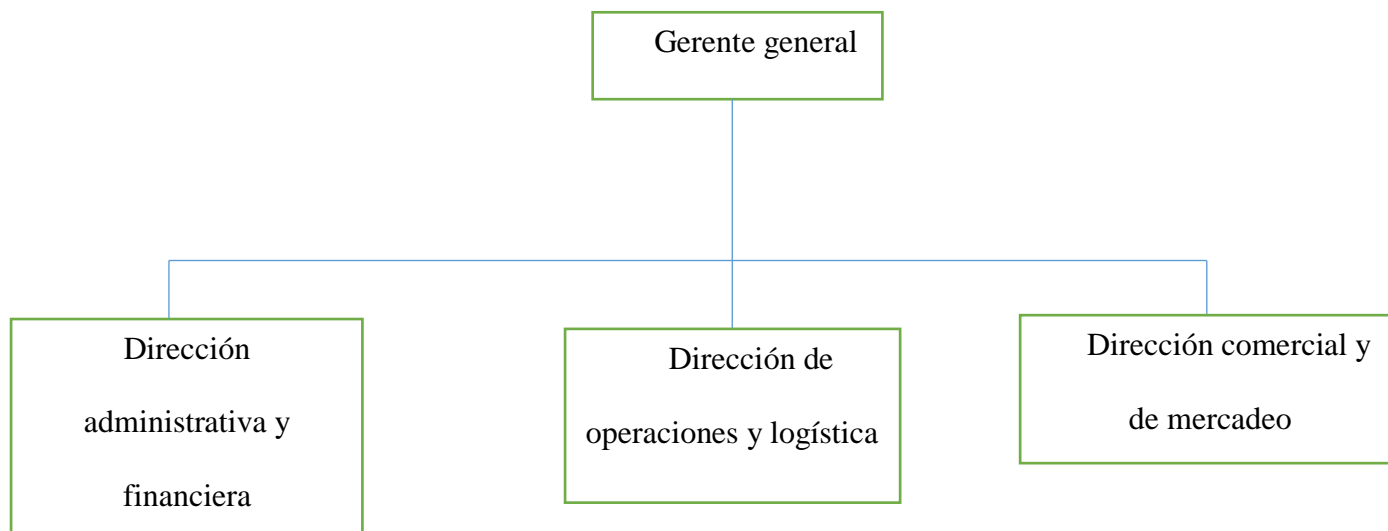 Gerente general
Dirección
administrativa y
financiera
Dirección de
operaciones y logística
Dirección comercial y
de mercadeo